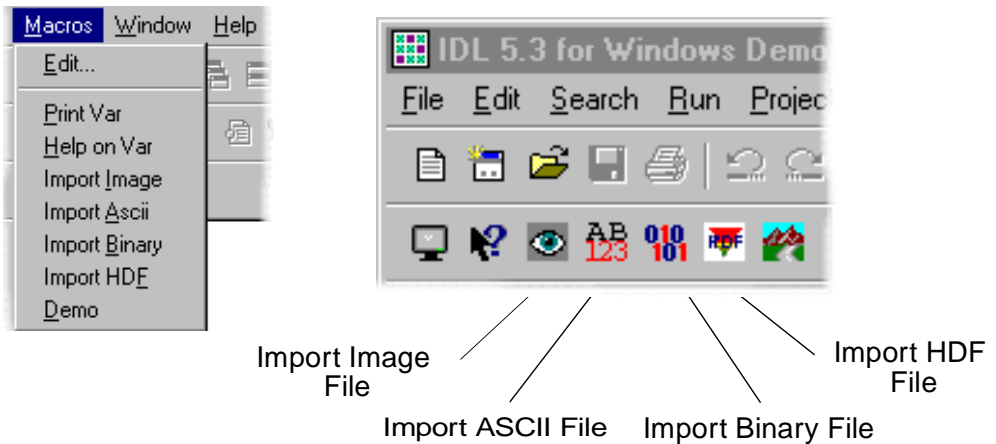 Macros Window Help
Edit...
Print Var
Help on Var
Import Image
Import Ascii
Import Binary
Import HDF
Demo
IDL 5.3 for Windows Demo
File Edit Search Run Projec
AB
123
010
101
HDF
Import Image
File
Import ASCII File
Import Binary File
Import HDF
File